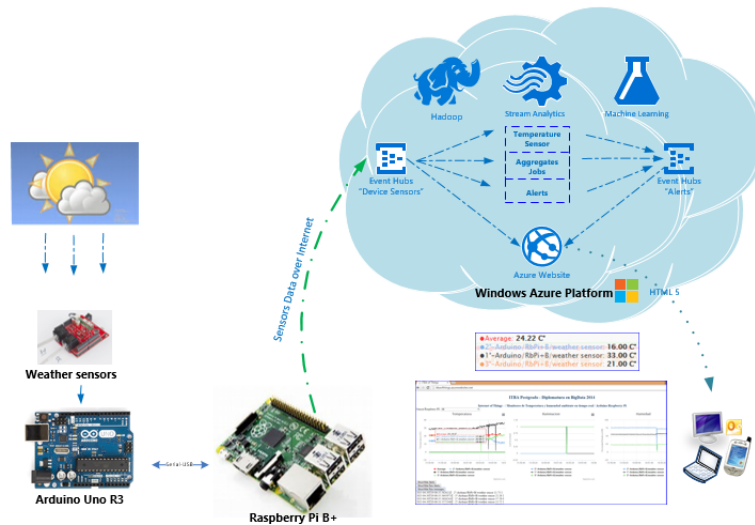 Hadoop
Stream Analytics
Machine Learning
Temperature
Sensor
Aggregates
Jobs
Alerts
Event Hubs
"Device Sensors"
Event Hubs
"Alerts"
Azure Website
Windows Azure Platform
HTML 5
Sensors Data over Internet
Weather sensors
Arduino Uno R3
Serial-USB
Raspberry Pi B+
Average: 24.22 C°
2°-Arduino/RbPi+B/weather sensor: 16.00 C°
1°-Arduino/RbPi+B/weather sensor: 33.00 C°
3°-Arduino/RbPi+B/weather sensor: 21.00 C°